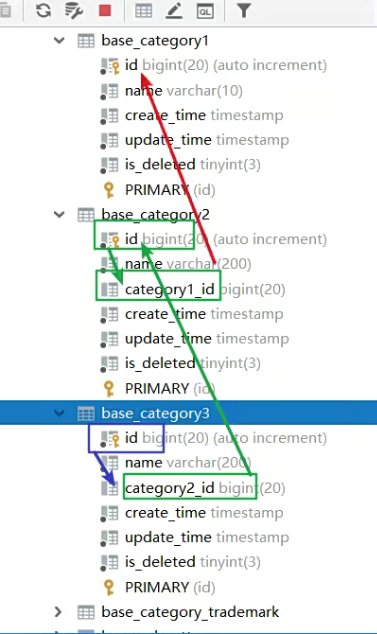 QL
base_category1
id bigint(20) (auto increment)
name varchar(10)
create_time timestamp
update_time timestamp
is_deleted tinyint(3)
PRIMARY (id)
base_category2
id bigint(20) (auto increment)
name varchar(200)
category1_id bigint(20)
create_time timestamp
update_time timestamp
is_deleted tinyint(3)
PRIMARY (id)
base_category3
id bigint(20) (auto increment)
name varchar(200)
category2_id bigint(20)
create_time timestamp
update_time timestamp
is_deleted tinyint(3)
PRIMARY (id)
base_category_trademark